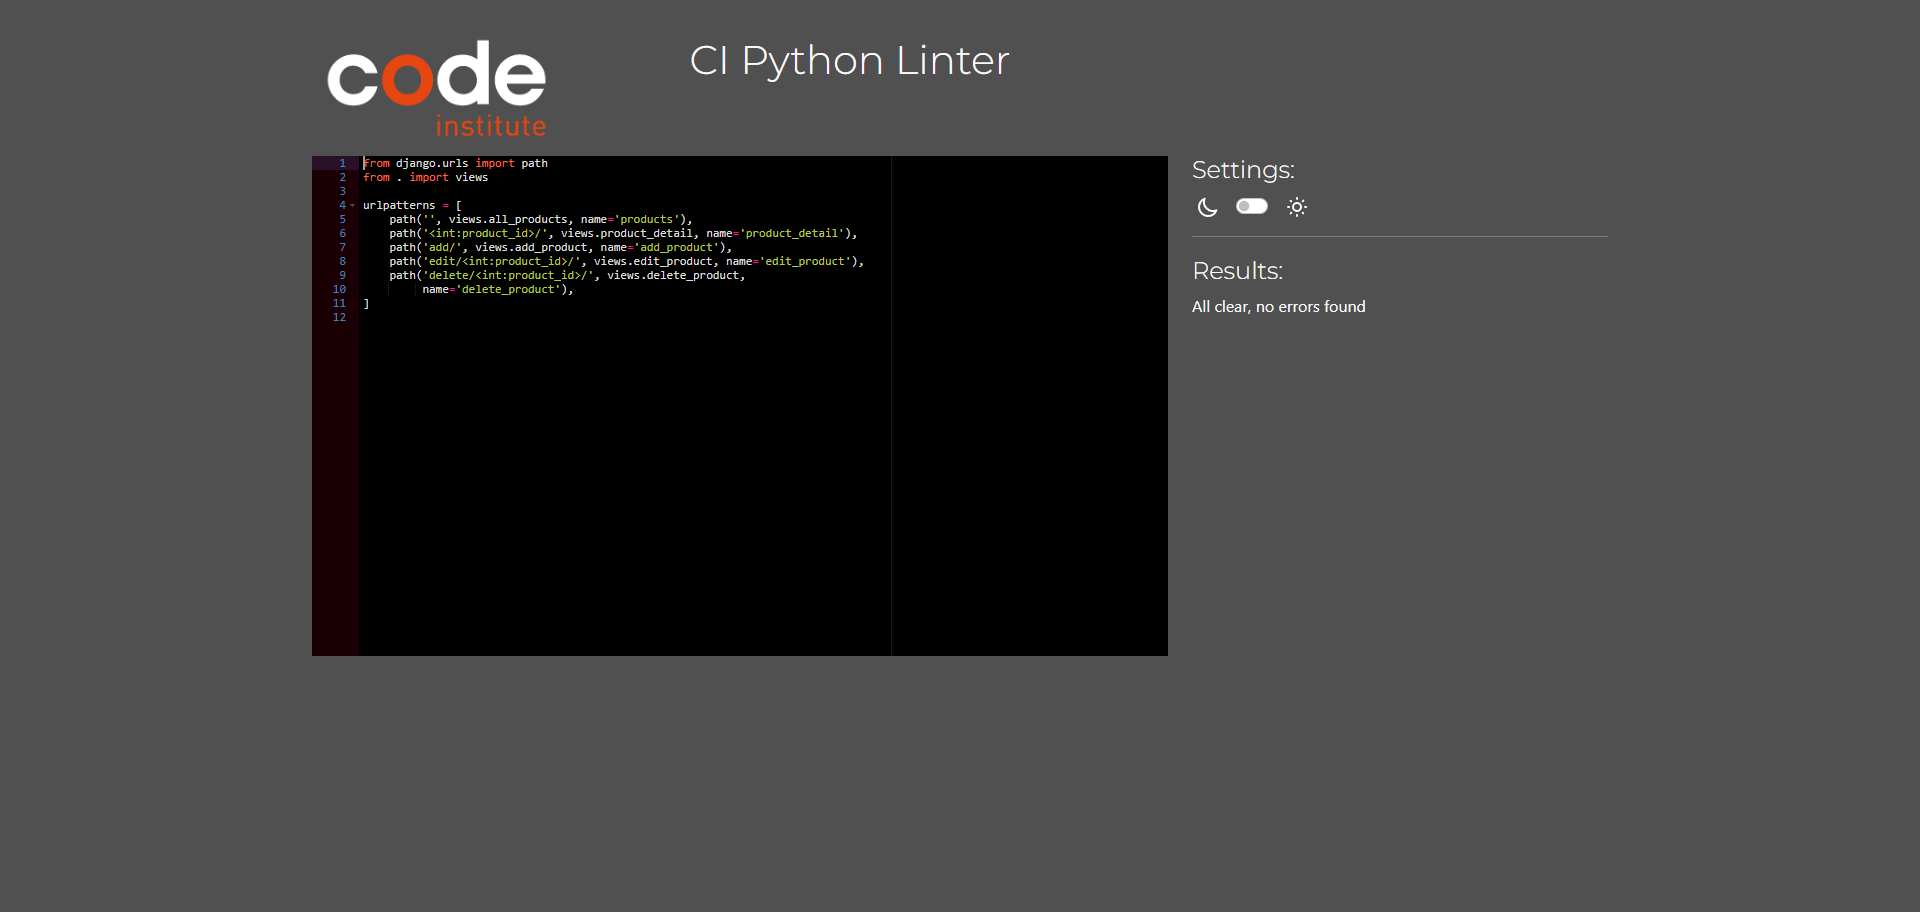 code
institute
CI Python Linter
1 from django.urls import path
2 from . import views
3
4 urlpatterns = [
5     path('', views.all_products, name='products'),
6     path('<int:product_id>/', views.product_detail, name='product_detail'),
7     path('add/', views.add_product, name='add_product'),
8     path('edit/<int:product_id>/', views.edit_product, name='edit_product'),
9     path('delete/<int:product_id>/', views.delete_product,
10          name='delete_product'),
11 ]
12
Settings:
Results:
All clear, no errors found